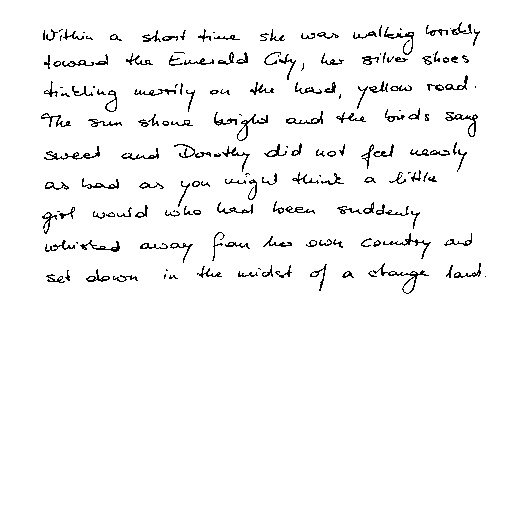 Within a short time she was walking briskly
toward the Emerald City, her silver shoes
tinkling merrily on the hard, yellow road.
The sun shone bright and the birds sang
sweet and Dorothy did not feel nearly
as bad as you might think a little
girl would who had been suddenly
whisked away from her own country and
set down in the midst of a strange land.